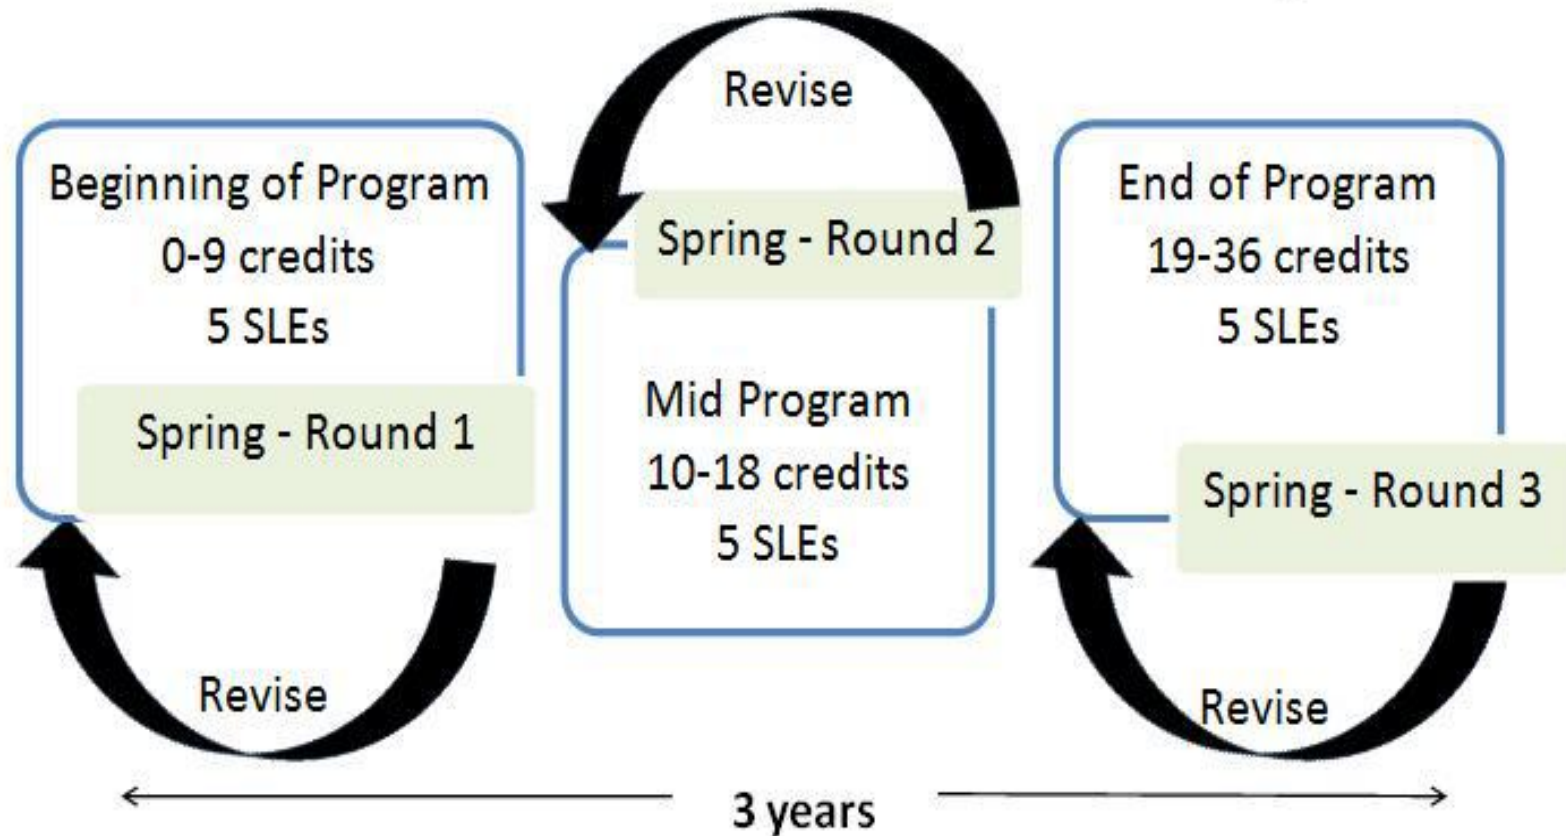 Beginning of Program
0-9 credits
5 SLEs
Spring - Round 1
Revise
Revise
Spring - Round 2
Mid Program
10-18 credits
5 SLEs
End of Program
19-36 credits
5 SLEs
Spring - Round 3
Revise
3 years